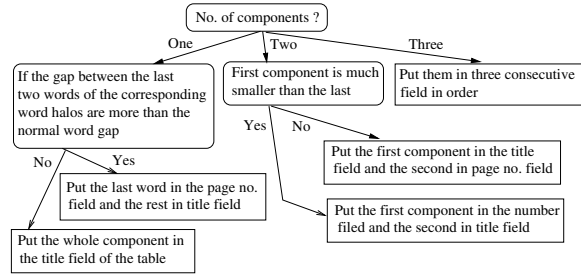 No. of components ?
One
Two
Three
If the gap between the last
two words of the corresponding
word halos are more than the
normal word gap
First component is much
smaller than the last
Put them in three consecutive
field in order
No
Yes
Yes
No
Put the last word in the page no.
field and the rest in title field
Put the first component in the title
field and the second in page no. field
Put the whole component in
the title field of the table
Put the first component in the number
filed and the second in title field